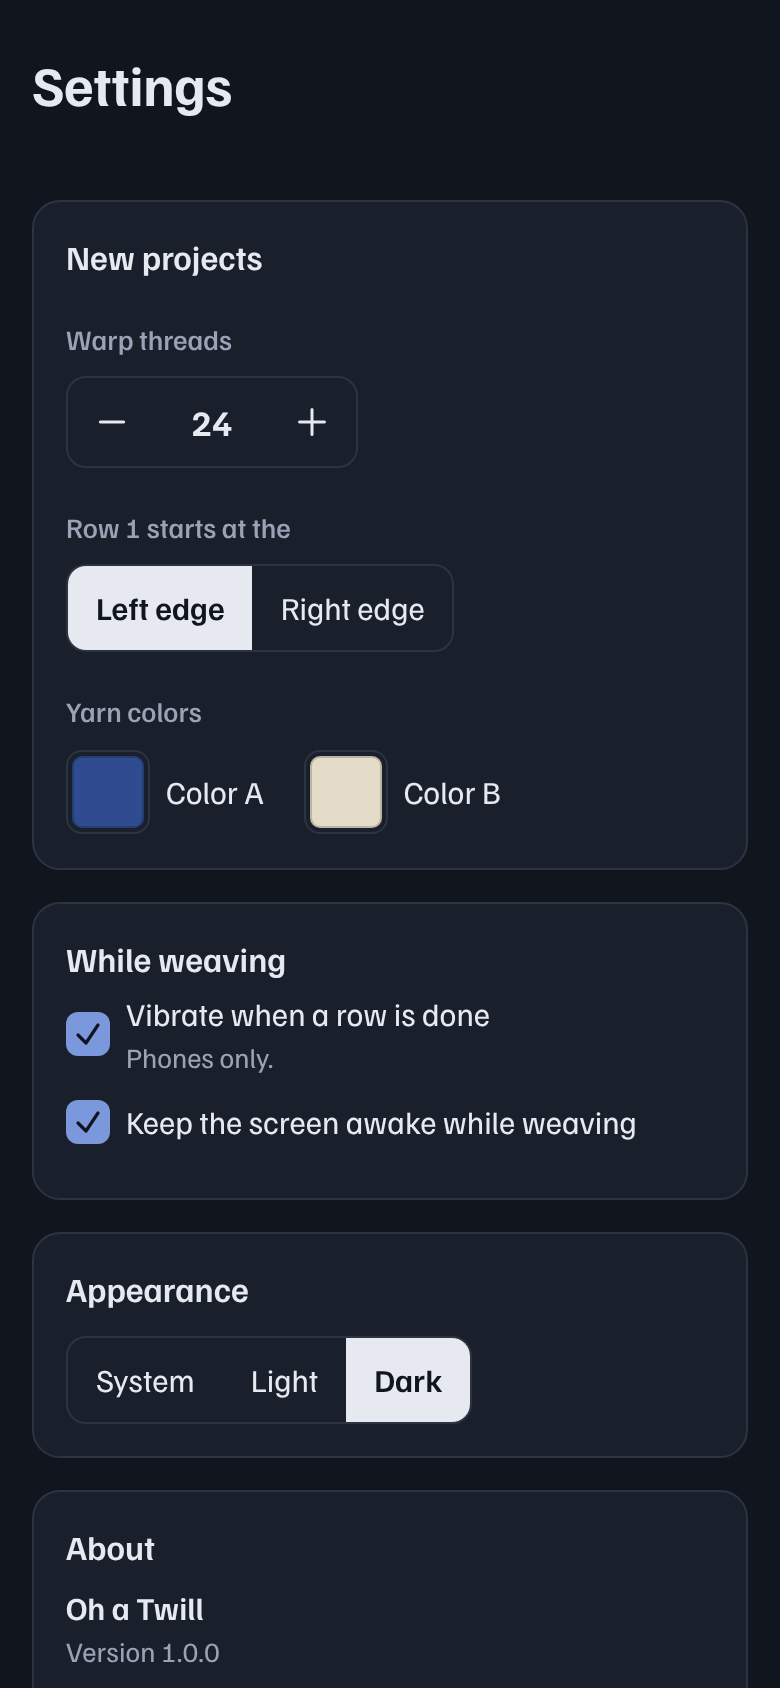 Settings
New projects
Warp threads
24
Row 1 starts at the
Left edge Right edge
Yarn colors
Color A Color B
While weaving
Vibrate when a row is done
Phones only.
Keep the screen awake while weaving
Appearance
System Light Dark
About
Oh a Twill
Version 1.0.0